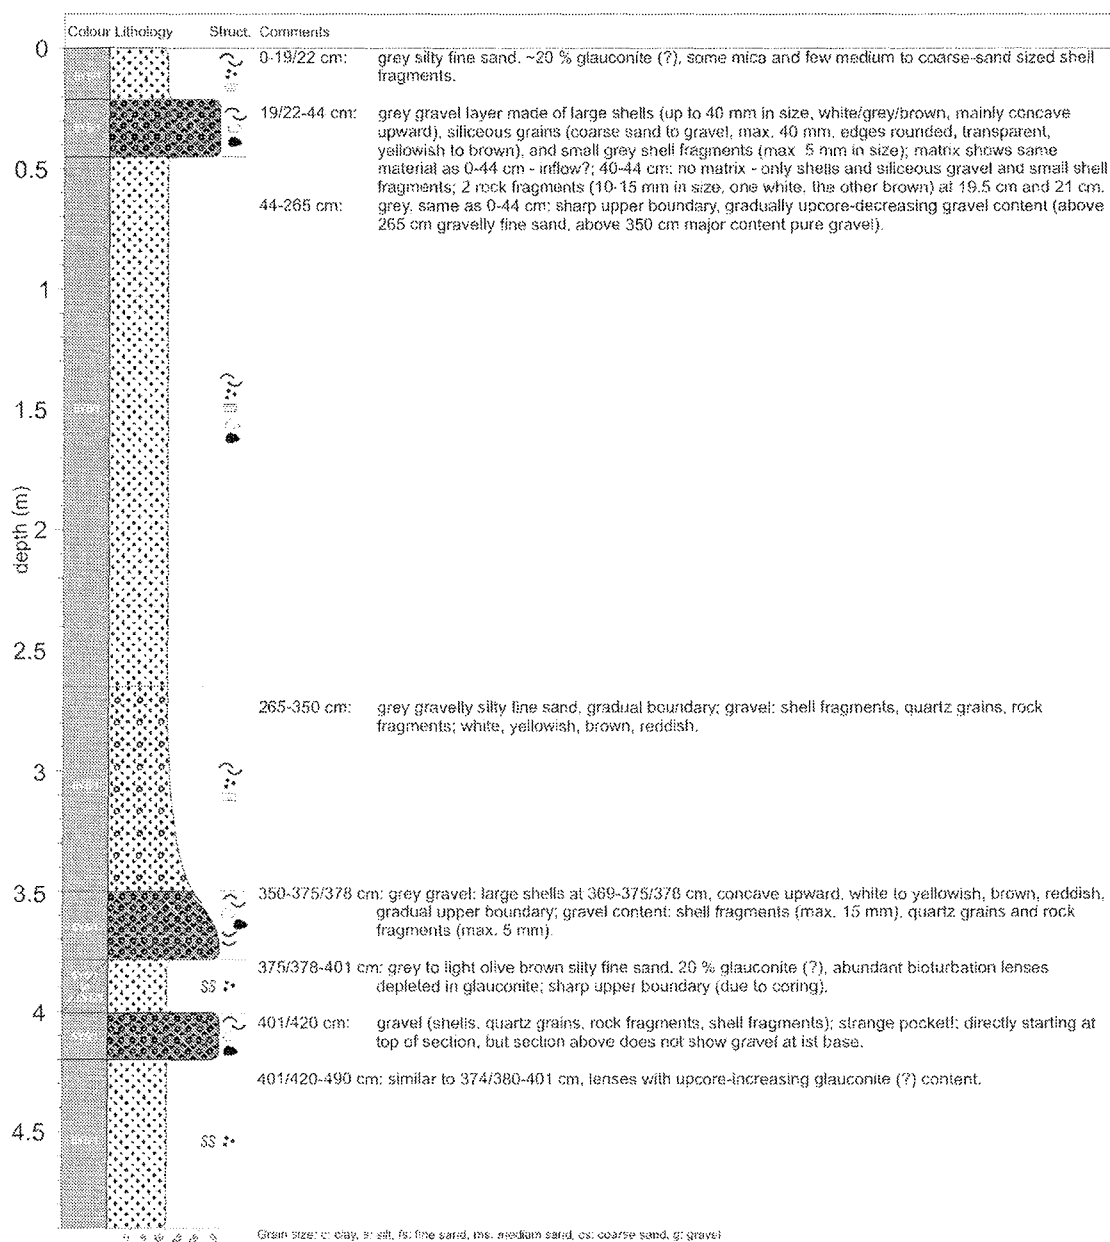 Colour Lithology Struct. Comments
0
0-19/22 cm: grey silty fine sand. ~20 % glauconite (?), some mica and few medium to coarse-sand sized shell
fragments.
19/22-44 cm: grey gravel layer made of large shells (up to 40 mm in size, white/grey/brown, mainly concave
upward), siliceous grains (coarse sand to gravel, max. 40 mm, edges rounded, transparent,
yellowish to brown), and small grey shell fragments (max. 5 mm in size); matrix shows same
0.5
material as 0-44 cm - inflow?; 40-44 cm: no matrix - only shells and siliceous gravel and small shell
fragments; 2 rock fragments (10-15 mm in size, one white, the other brown) at 19.5 cm and 21 cm.
44-265 cm: grey, same as 0-44 cm; sharp upper boundary, gradually upcore-decreasing gravel content (above
265 cm gravelly fine sand, above 350 cm major content pure gravel).
1
1.5
depth (m)
2
2.5
265-350 cm: grey gravelly silty fine sand, gradual boundary; gravel: shell fragments, quartz grains, rock
fragments; white, yellowish, brown, reddish.
3
3.5
350-375/378 cm: grey gravel: large shells at 369-375/378 cm, concave upward, white to yellowish, brown, reddish,
gradual upper boundary; gravel content: shell fragments (max. 15 mm), quartz grains and rock
fragments (max. 5 mm).
375/378-401 cm: grey to light olive brown silty fine sand. 20 % glauconite (?), abundant bioturbation lenses
depleted in glauconite; sharp upper boundary (due to coring).
SS
4
401/420 cm: gravel (shells, quartz grains, rock fragments, shell fragments); strange pocket!; directly starting at
top of section, but section above does not show gravel at ist base.
401/420-490 cm: similar to 374/380-401 cm, lenses with upcore-increasing glauconite (?) content.
4.5
SS
Grain size: c: clay, s: silt, fs: fine sand, ms: medium sand, cs: coarse sand, g: gravel